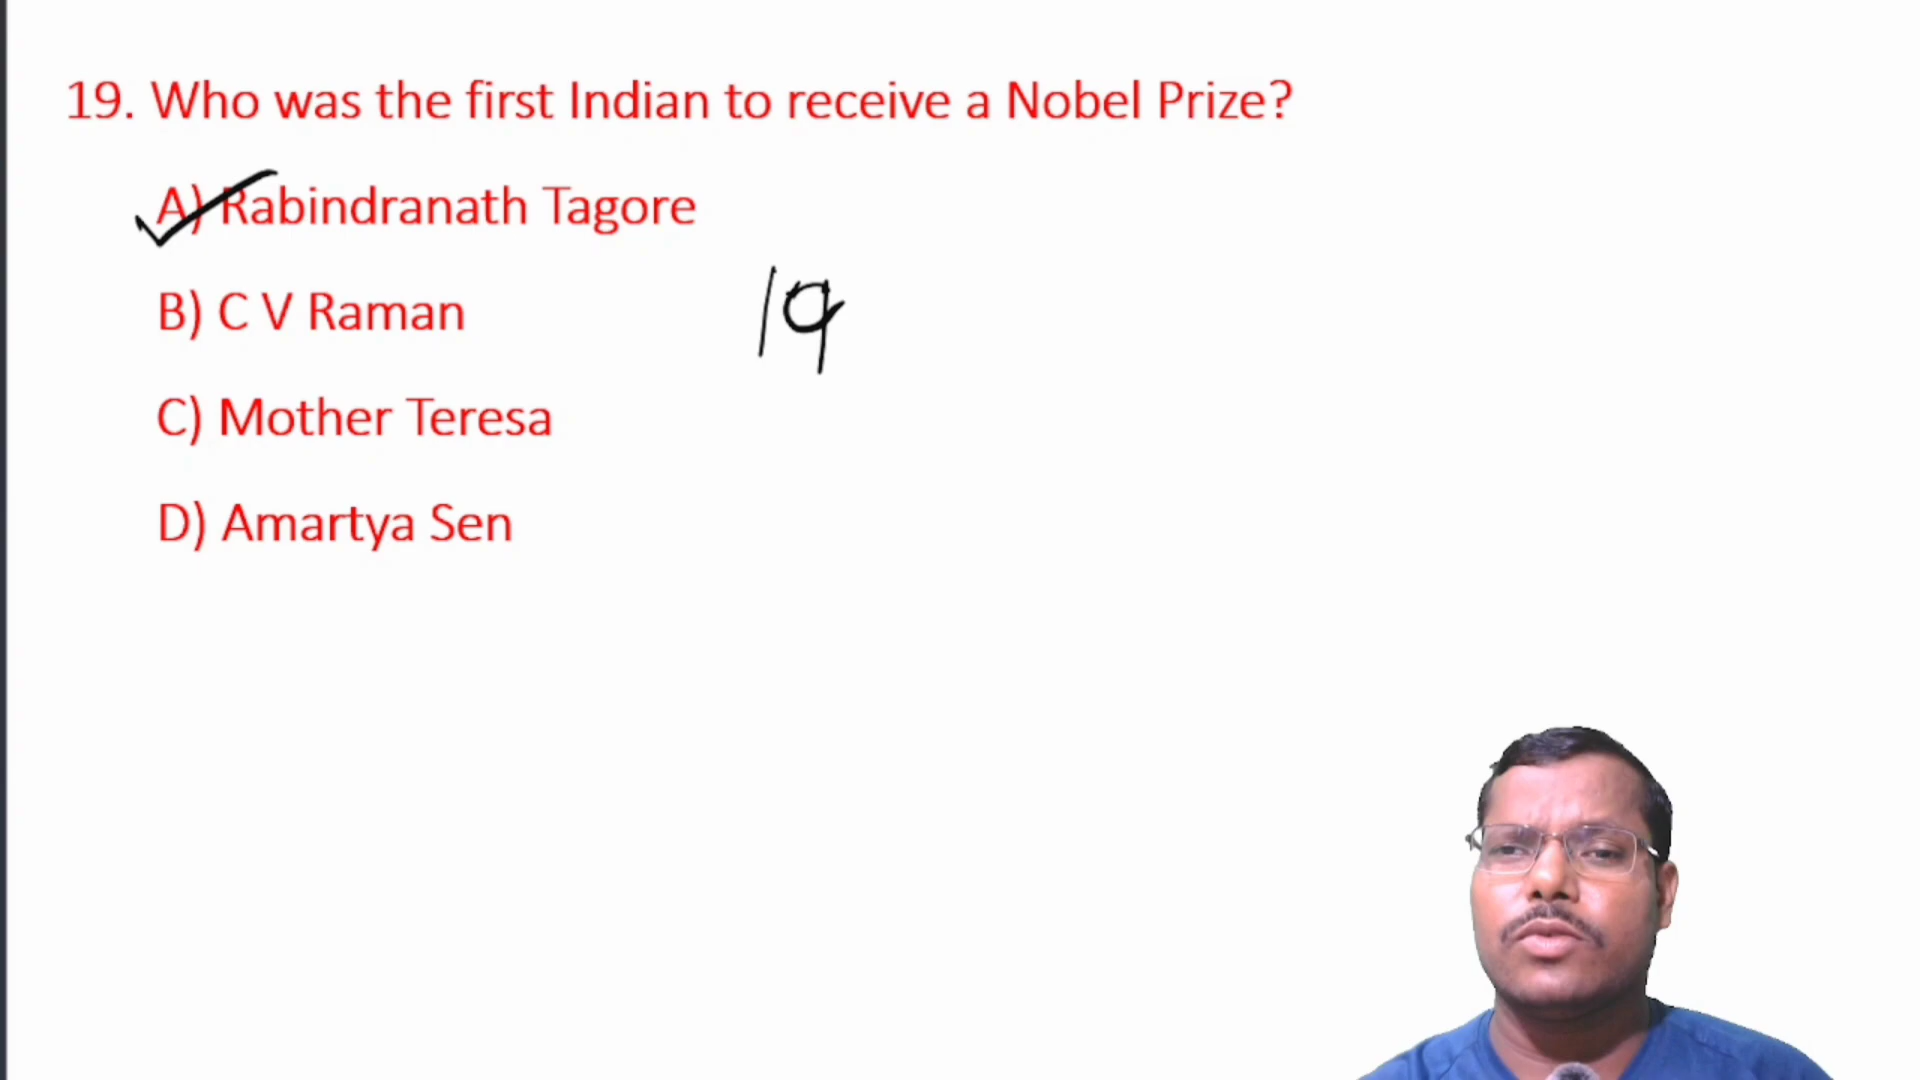 19. Who was the first Indian to receive a Nobel Prize?
A) Rabindranath Tagore
B) C V Raman
19
C) Mother Teresa
D) Amartya Sen